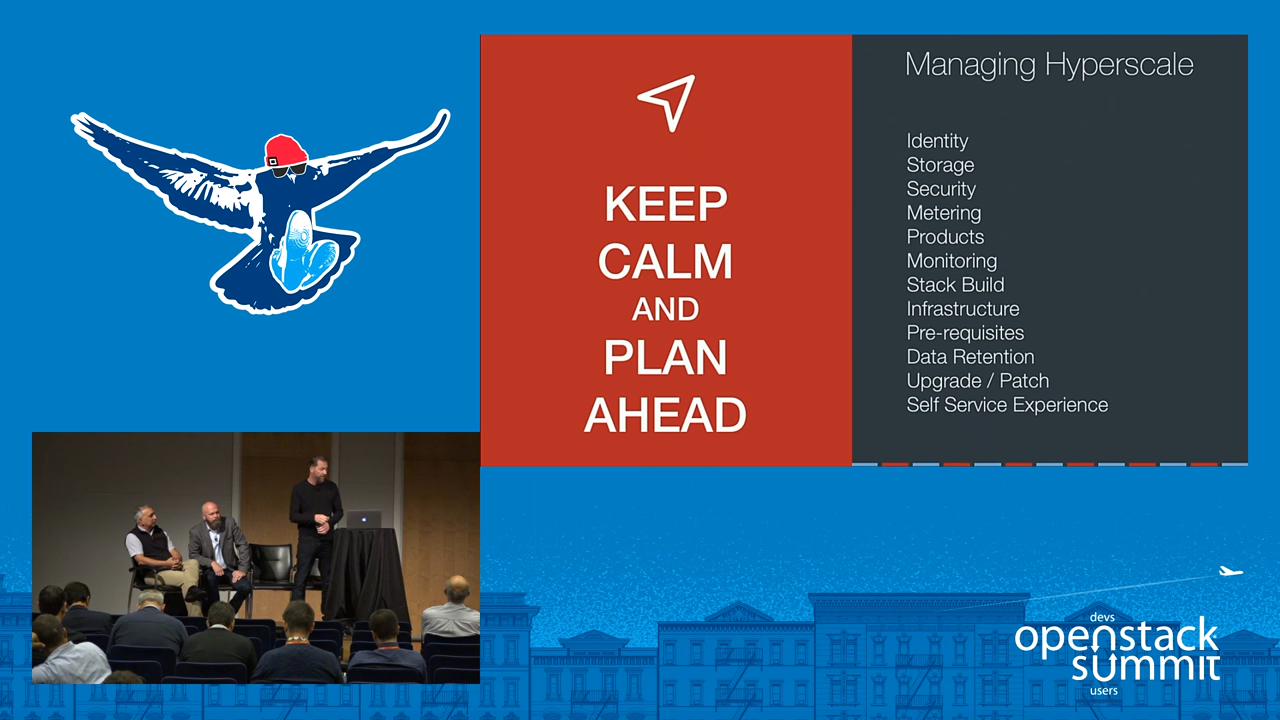 KEEP
CALM
AND
PLAN
AHEAD
Managing Hyperscale
Identity
Storage
Security
Metering
Products
Monitoring
Stack Build
Infrastructure
Pre-requisites
Data Retention
Upgrade / Patch
Self Service Experience
devs
openstack
summit
users